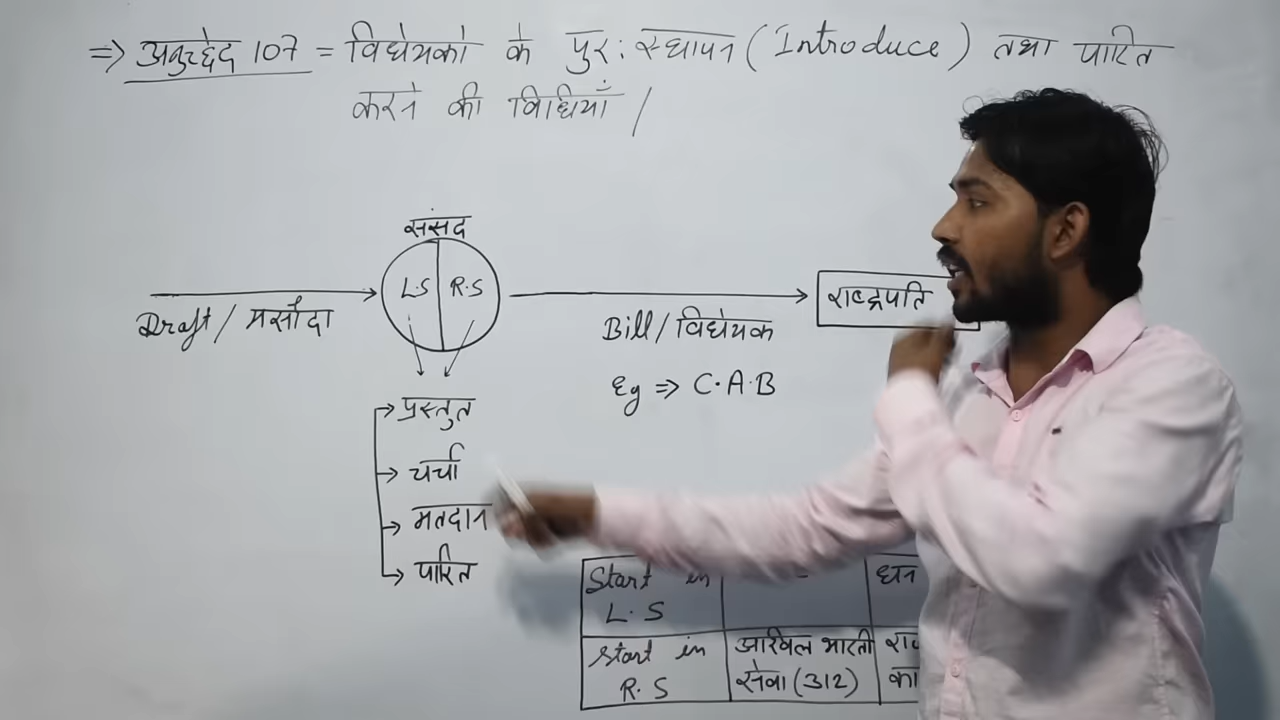 => अनुच्छेद 107 = विधेयको के पुर: स्थापन (Introduce) तथा पारित
करने की विधियाँ /
संसद
L.S R.S
Draft / मसौदा
Bill / विधेयक
राष्ट्रपति
Eg => C.A.B
प्रस्तुत
चर्चा
मतदान
पारित
Start in - धन
L.S
Start in अखिल भारती
R.S सेवा (312) का